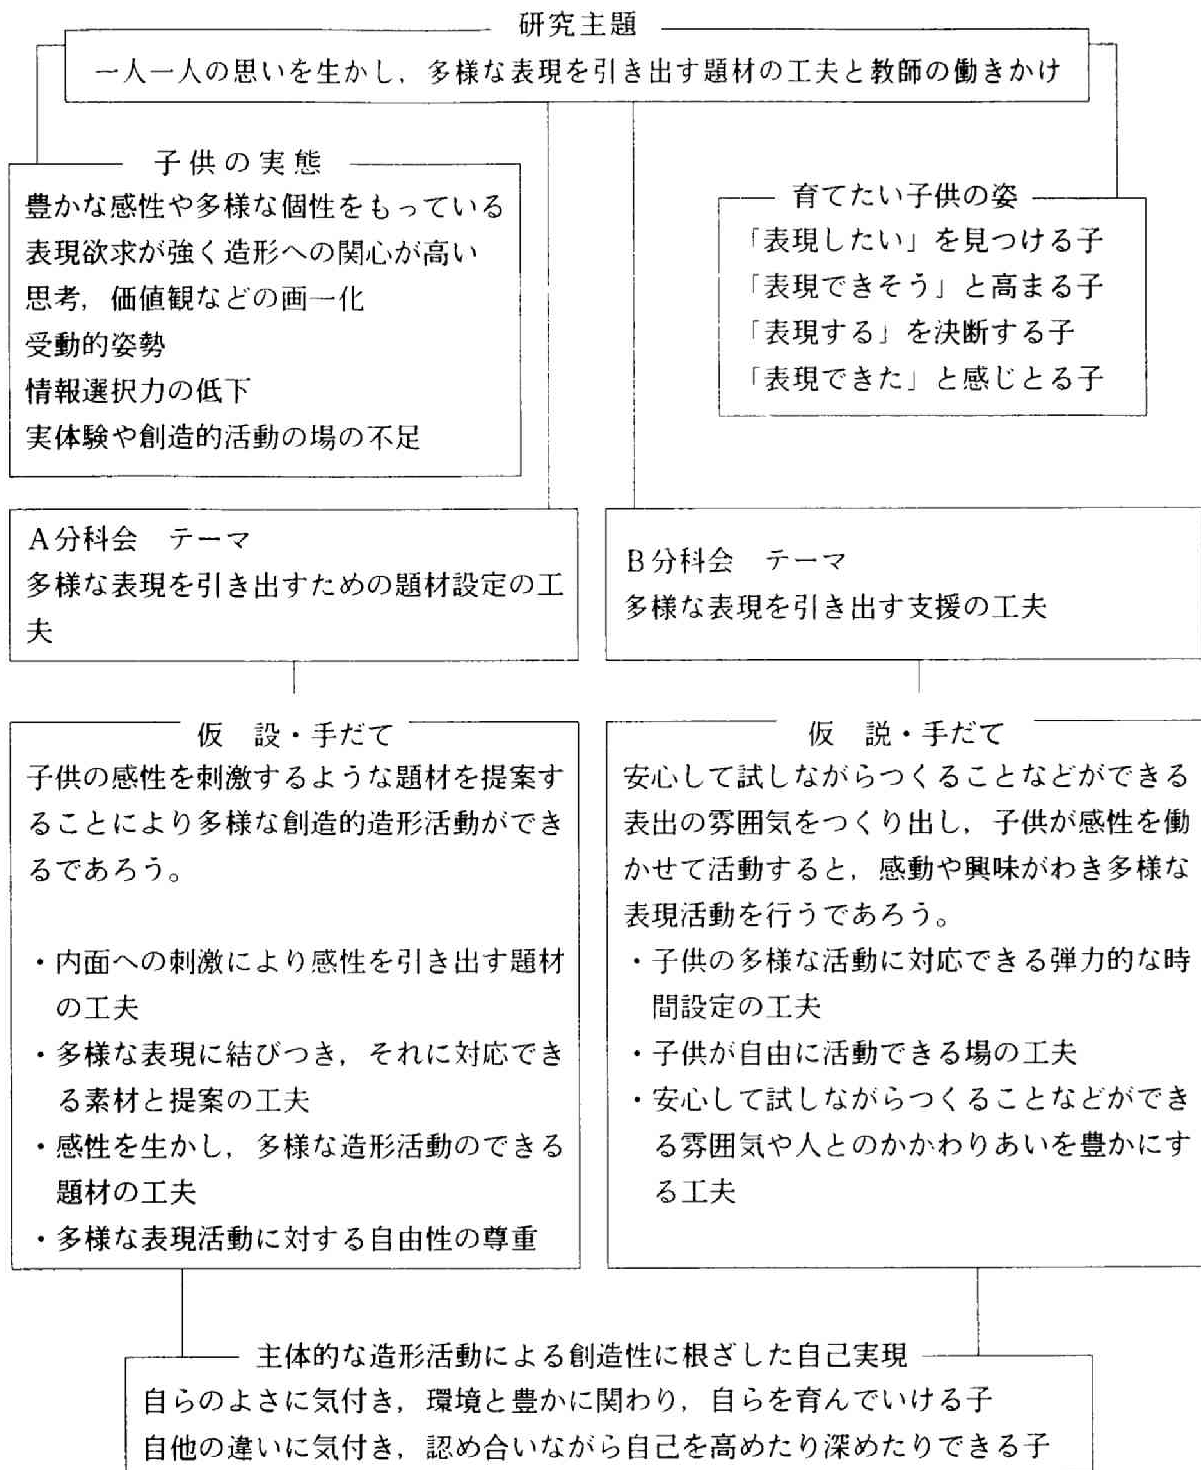 研究主題
一人一人の思いを生かし，多様な表現を引き出す題材の工夫と教師の働きかけ
子供の実態
豊かな感性や多様な個性をもっている
表現欲求が強く造形への関心が高い
思考，価値観などの画一化
受動的姿勢
情報選択力の低下
実体験や創造的活動の場の不足
育てたい子供の姿
「表現したい」を見つける子
「表現できそう」と高まる子
「表現する」を決断する子
「表現できた」と感じとる子
A分科会　テーマ
多様な表現を引き出すための題材設定の工
夫
B分科会　テーマ
多様な表現を引き出す支援の工夫
仮　設・手だて
子供の感性を刺激するような題材を提案す
ることにより多様な創造的造形活動ができ
るであろう。
・内面への刺激により感性を引き出す題材
の工夫
・多様な表現に結びつき，それに対応でき
る素材と提案の工夫
・感性を生かし，多様な造形活動のできる
題材の工夫
・多様な表現活動に対する自由性の尊重
仮　説・手だて
安心して試しながらつくることなどができる
表出の雰囲気をつくり出し，子供が感性を働
かせて活動すると，感動や興味がわき多様な
表現活動を行うであろう。
・子供の多様な活動に対応できる弾力的な時
間設定の工夫
・子供が自由に活動できる場の工夫
・安心して試しながらつくることなどができ
る雰囲気や人とのかかわりあいを豊かにす
る工夫
主体的な造形活動による創造性に根ざした自己実現
自らのよさに気付き，環境と豊かに関わり，自らを育んでいける子
自他の違いに気付き，認め合いながら自己を高めたり深めたりできる子